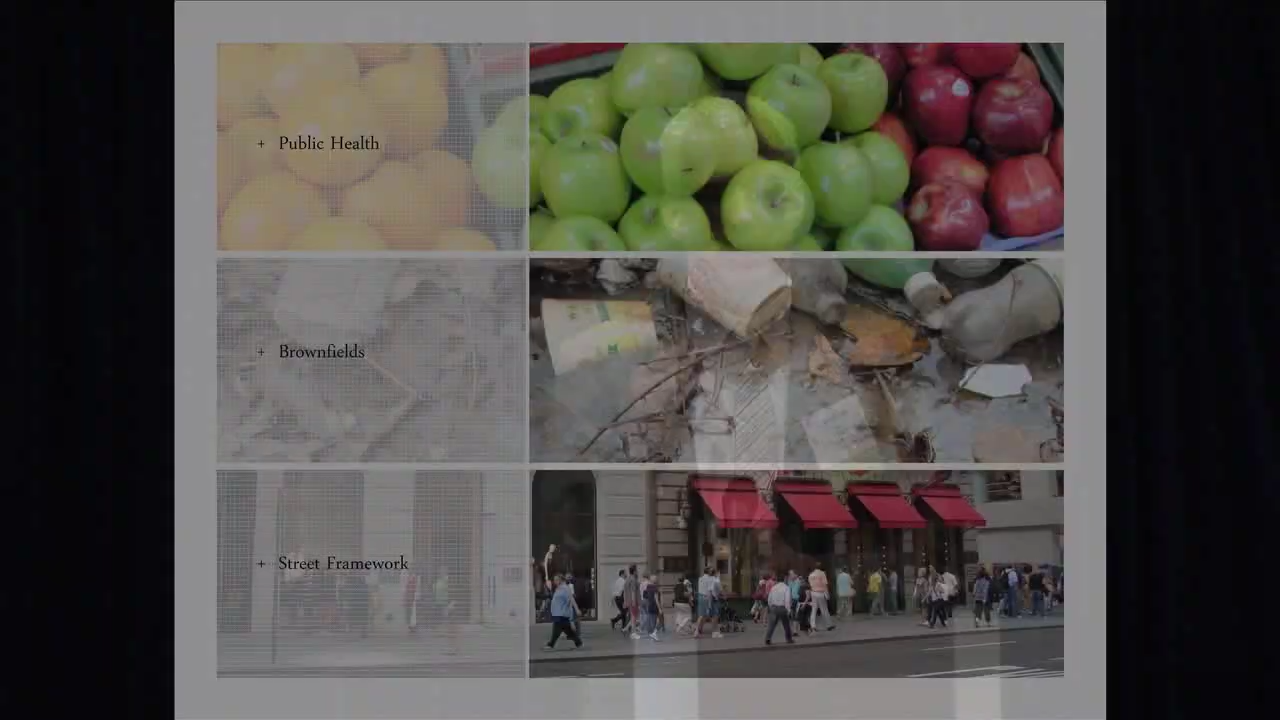 + Public Health
+ Brownfields
+ Street Framework